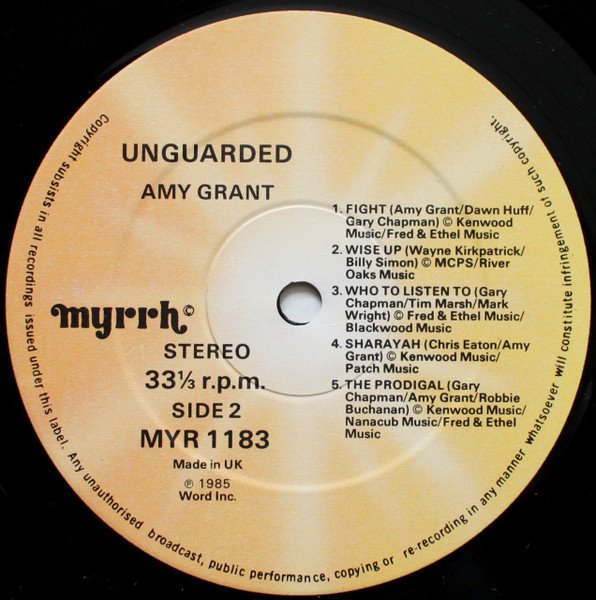 UNGUARDED
AMY GRANT
myrrh©
STEREO
33⅓ r.p.m.
SIDE 2
MYR 1183
Made in UK
℗ 1985
Word Inc.
1. FIGHT (Amy Grant/Dawn Huff/
Gary Chapman) © Kenwood
Music/Fred & Ethel Music
2. WISE UP (Wayne Kirkpatrick/
Billy Simon) © MCPS/River
Oaks Music
3. WHO TO LISTEN TO (Gary
Chapman/Tim Marsh/Mark
Wright) © Fred & Ethel Music/
Blackwood Music
4. SHARAYAH (Chris Eaton/Amy
Grant) © Kenwood Music/
Patch Music
5. THE PRODIGAL (Gary
Chapman/Amy Grant/Robbie
Buchanan) © Kenwood Music/
Nanacub Music/Fred & Ethel
Music
Copyright subsists in all recordings issued under this label. Any unauthorised broadcast, public performance, copying or re-recording in any manner whatsoever will constitute infringement of such copyright.